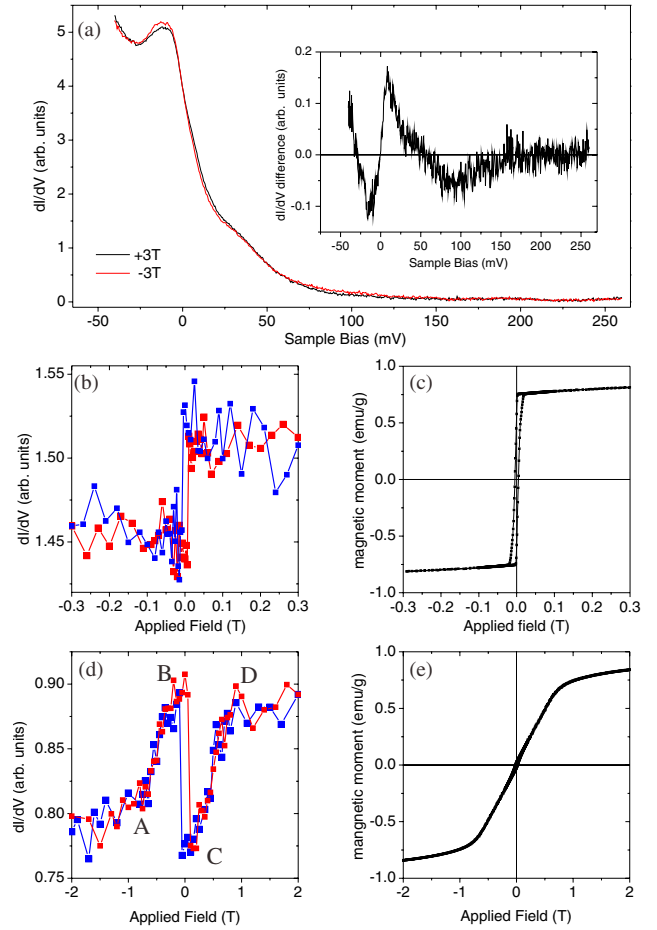 (a)
dI/dV (arb. units)
5
4
3
2
1
0
+3T
-3T
-50
0
50
100
150
200
250
Sample Bias (mV)
dI/dV difference (arb. units)
0.2
0.1
0.0
-0.1
-50
0
50
100
150
200
250
Sample Bias (mV)
(b)
dI/dV (arb. units)
1.55
1.50
1.45
-0.3
-0.2
-0.1
0.0
0.1
0.2
0.3
Applied Field (T)
(c)
magnetic moment (emu/g)
1.0
0.5
0.0
-0.5
-1.0
-0.3
-0.2
-0.1
0.0
0.1
0.2
0.3
Applied field (T)
(d)
dI/dV (arb. units)
0.90
0.85
0.80
0.75
A
B
C
D
-2
-1
0
1
2
Applied Field (T)
(e)
mangnetic moment (emu/g)
1.0
0.5
0.0
-0.5
-1.0
-2
-1
0
1
2
Applied Field (T)